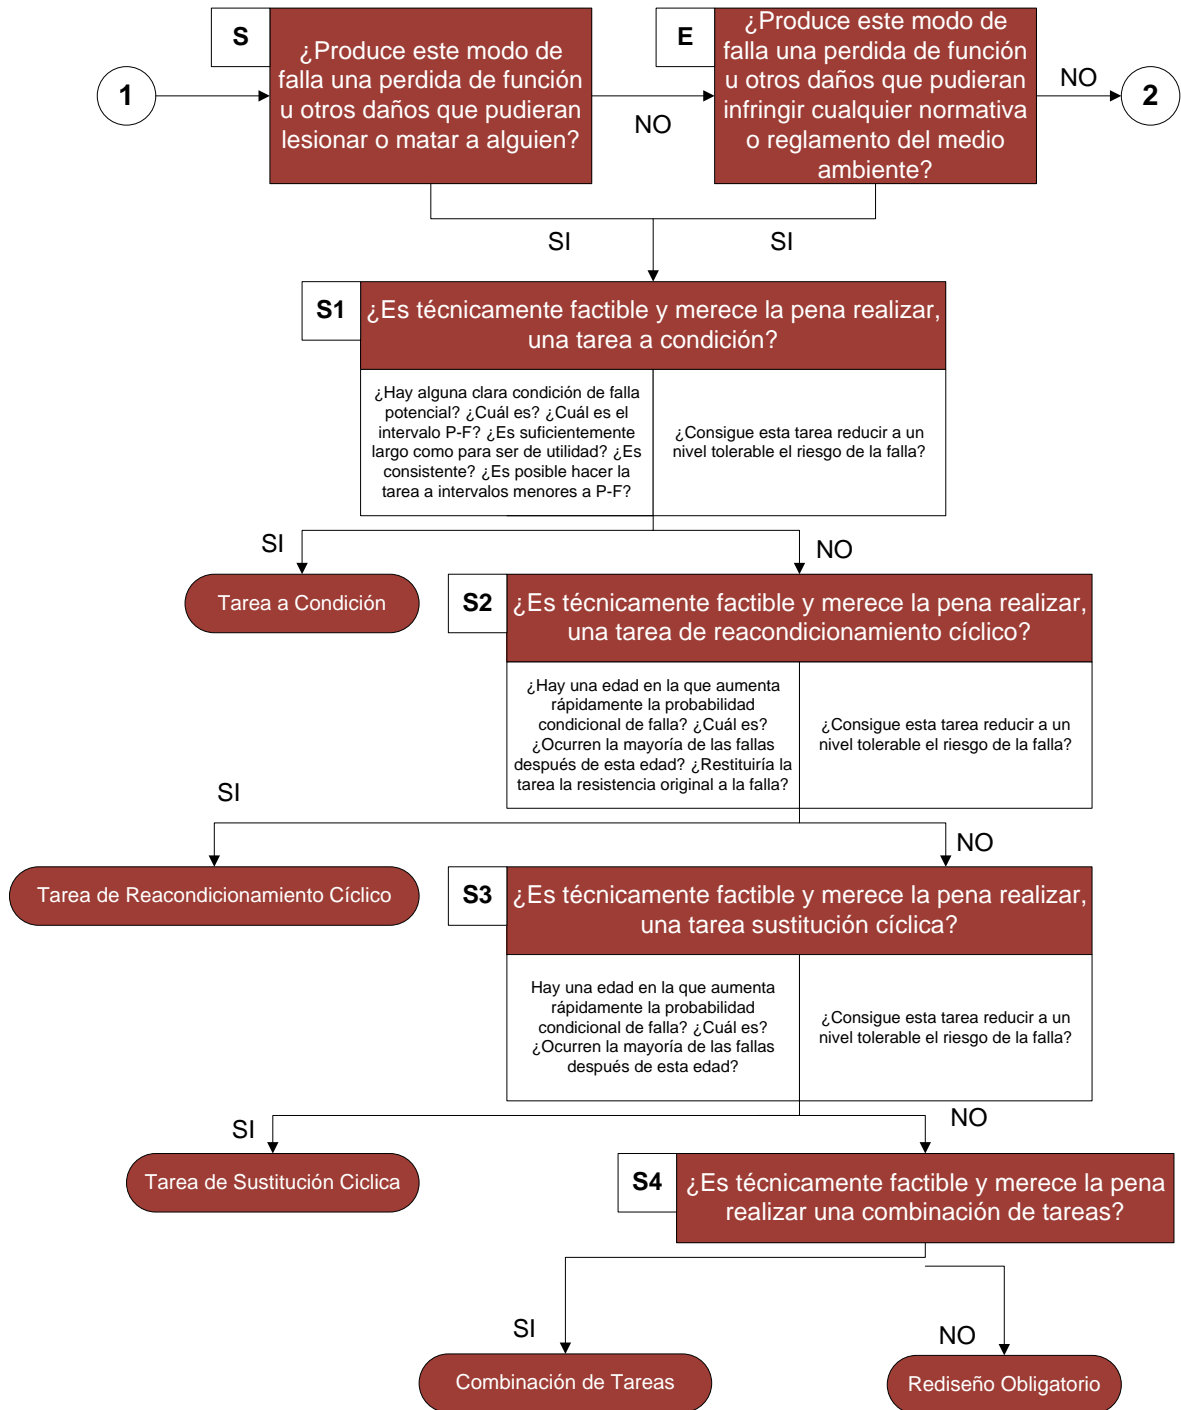 1
S
¿Produce este modo de
falla una perdida de función
u otros daños que pudieran
lesionar o matar a alguien?
NO
E
¿Produce este modo de
falla una perdida de función
u otros daños que pudieran
infringir cualquier normativa
o reglamento del medio
ambiente?
NO
2
SI
SI
S1
¿Es técnicamente factible y merece la pena realizar,
una tarea a condición?
¿Hay alguna clara condición de falla
potencial? ¿Cuál es? ¿Cuál es el
intervalo P-F? ¿Es suficientemente
largo como para ser de utilidad? ¿Es
consistente? ¿Es posible hacer la
tarea a intervalos menores a P-F?
¿Consigue esta tarea reducir a un
nivel tolerable el riesgo de la falla?
SI
NO
Tarea a Condición
S2
¿Es técnicamente factible y merece la pena realizar,
una tarea de reacondicionamiento cíclico?
¿Hay una edad en la que aumenta
rápidamente la probabilidad
condicional de falla? ¿Cuál es?
¿Ocurren la mayoría de las fallas
después de esta edad? ¿Restituiría la
tarea la resistencia original a la falla?
¿Consigue esta tarea reducir a un
nivel tolerable el riesgo de la falla?
SI
NO
Tarea de Reacondicionamiento Cíclico
S3
¿Es técnicamente factible y merece la pena realizar,
una tarea sustitución cíclica?
Hay una edad en la que aumenta
rápidamente la probabilidad
condicional de falla? ¿Cuál es?
¿Ocurren la mayoría de las fallas
después de esta edad?
¿Consigue esta tarea reducir a un
nivel tolerable el riesgo de la falla?
SI
NO
Tarea de Sustitución Ciclica
S4
¿Es técnicamente factible y merece la pena
realizar una combinación de tareas?
SI
NO
Combinación de Tareas
Rediseño Obligatorio